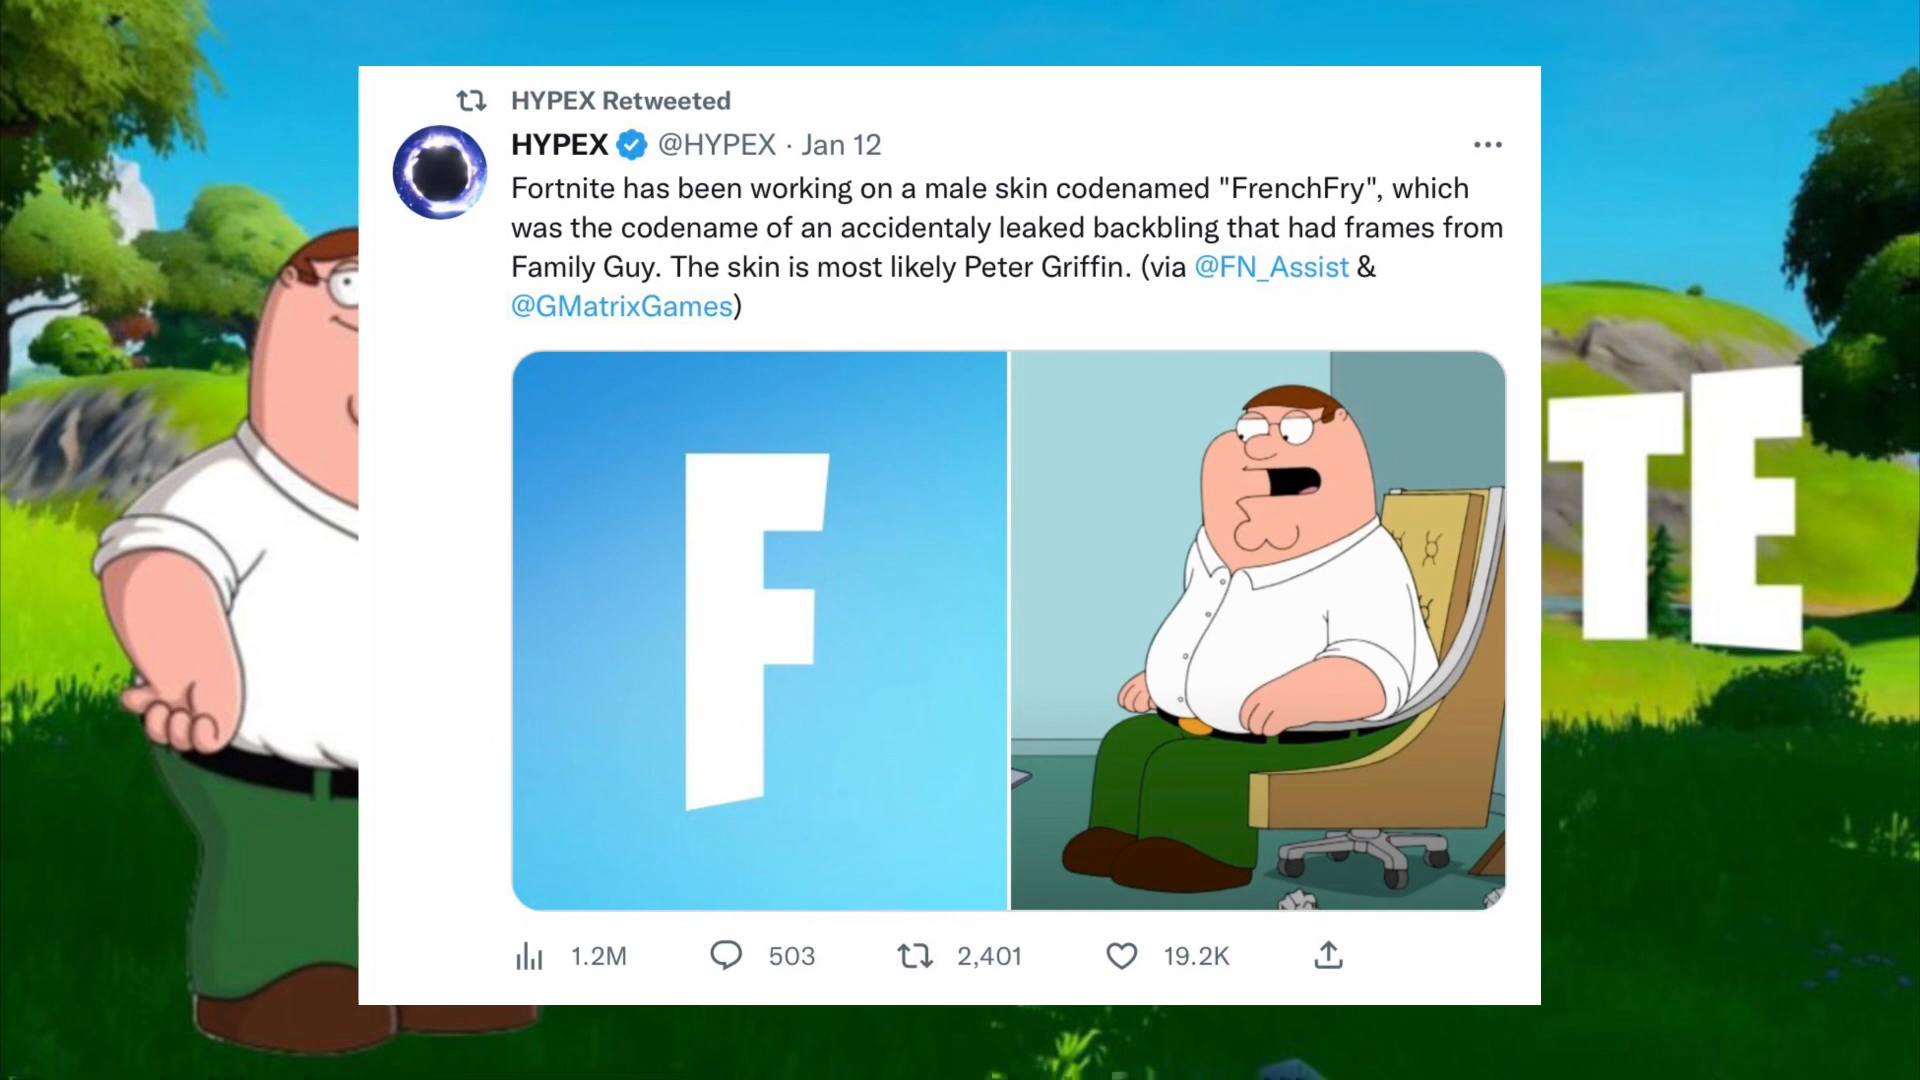 HYPEX Retweeted
HYPEX @HYPEX · Jan 12
Fortnite has been working on a male skin codenamed "FrenchFry", which
was the codename of an accidentaly leaked backbling that had frames from
Family Guy. The skin is most likely Peter Griffin. (via @FN_Assist &
@GMatrixGames)
F
TE
1.2M 503 2,401 19.2K